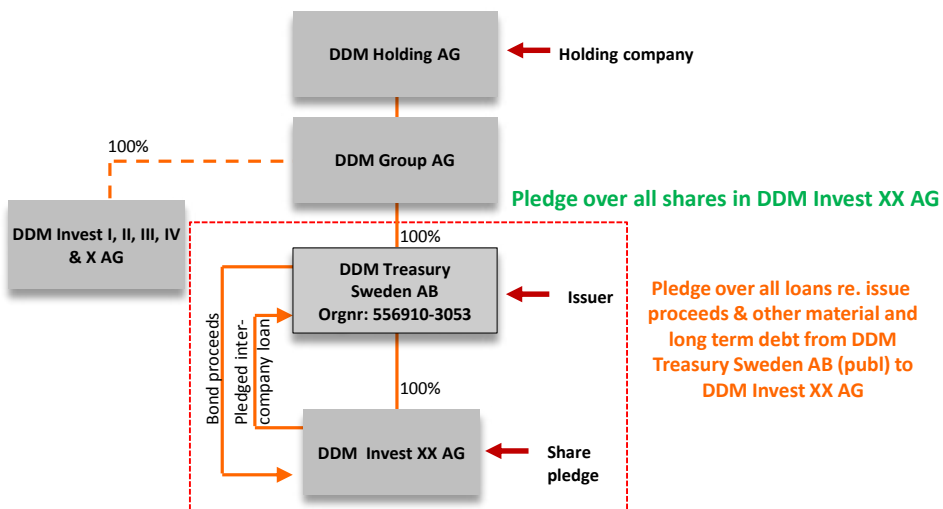 DDM Holding AG
Holding company
100%
DDM Group AG
Pledge over all shares in DDM Invest XX AG
DDM Invest I, II, III, IV
& X AG
100%
DDM Treasury
Sweden AB
Orgnr: 556910-3053
Issuer
Pledge over all loans re. issue
proceeds & other material and
long term debt from DDM
Treasury Sweden AB (publ) to
DDM Invest XX AG
Bond proceeds
Pledged inter-
company loan
100%
DDM  Invest XX AG
Share
pledge